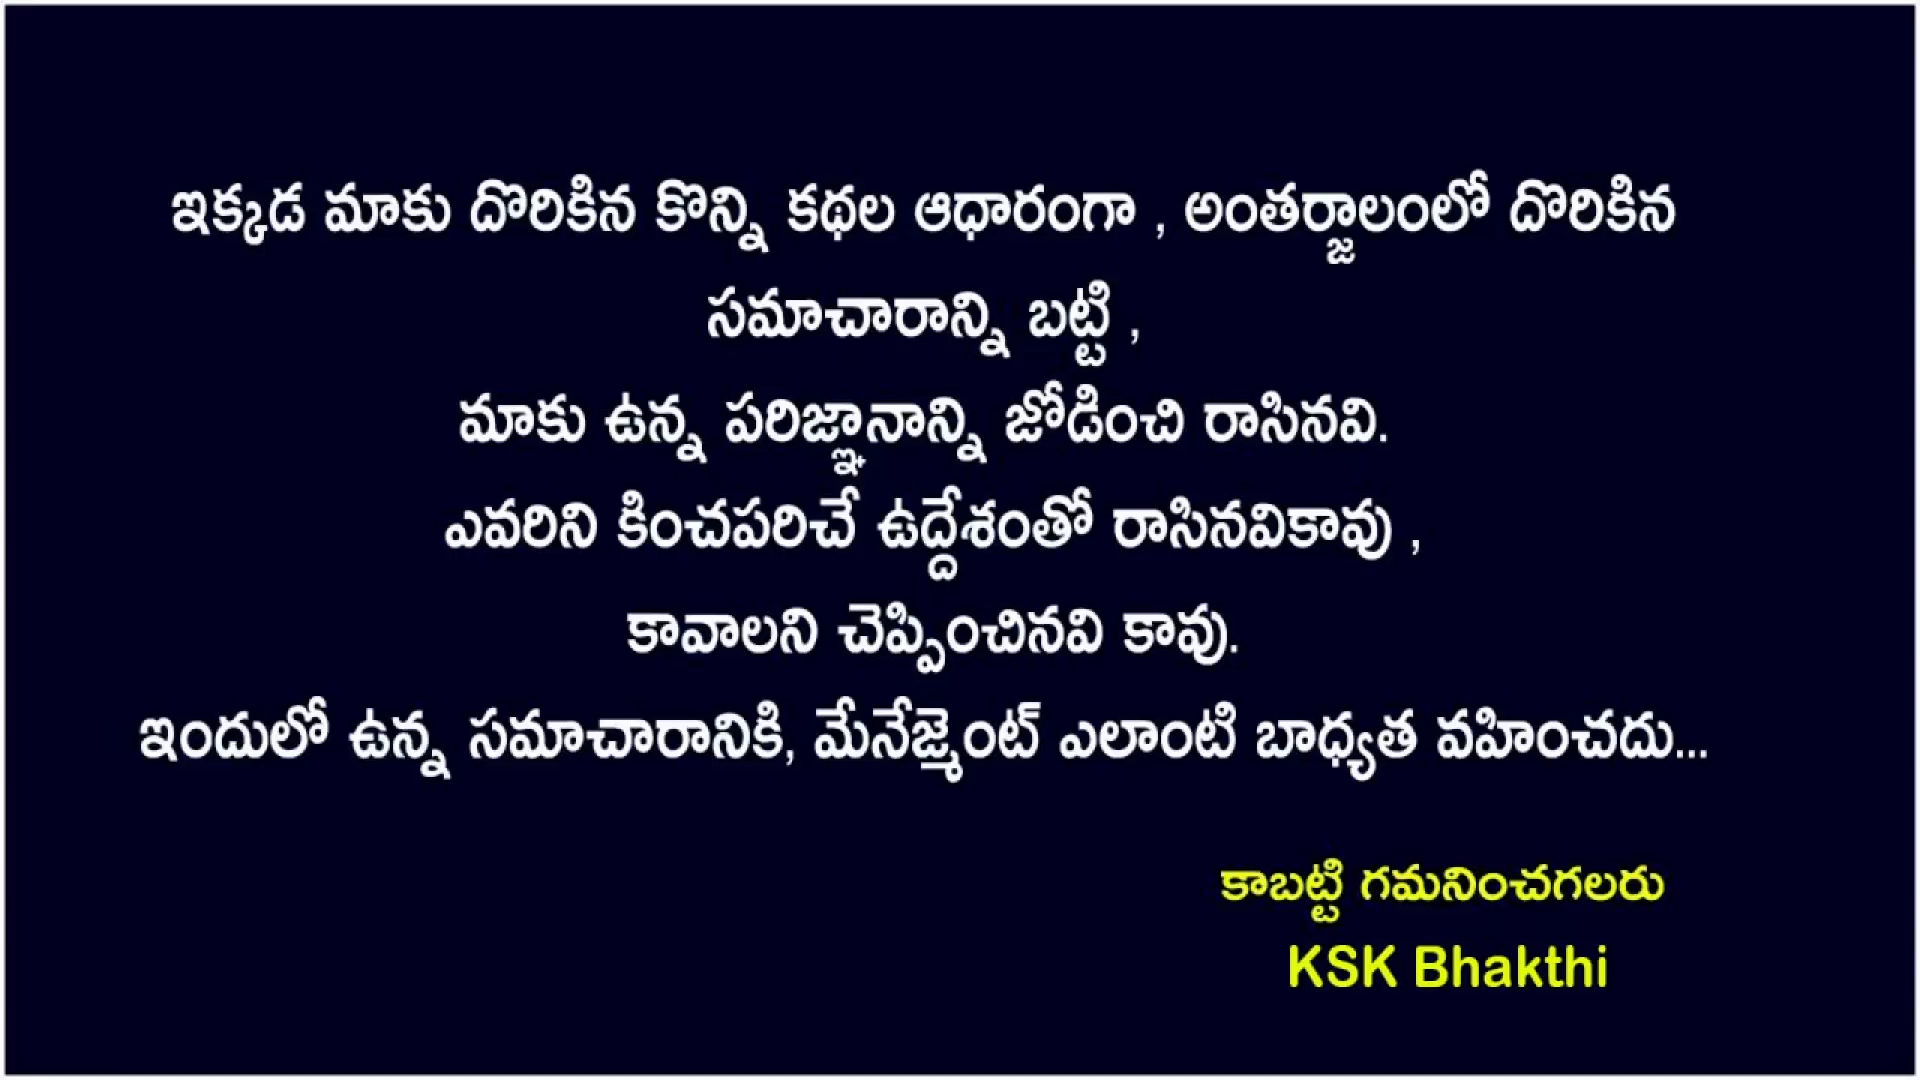 ఇక్కడ మాకు దొరికిన కొన్ని కథల ఆధారంగా , అంతర్జాలంలో దొరికిన
సమాచారాన్ని బట్టి ,
మాకు ఉన్న పరిజ్ఞానాన్ని జోడించి రాసినవి.
ఎవరిని కించపరిచే ఉద్దేశంతో రాసినవికావు ,
కావాలని చెప్పించినవి కావు.
ఇందులో ఉన్న సమాచారానికి, మేనేజ్మెంట్ ఎలాంటి బాధ్యత వహించదు...
కాబట్టి గమనించగలరు
KSK Bhakthi